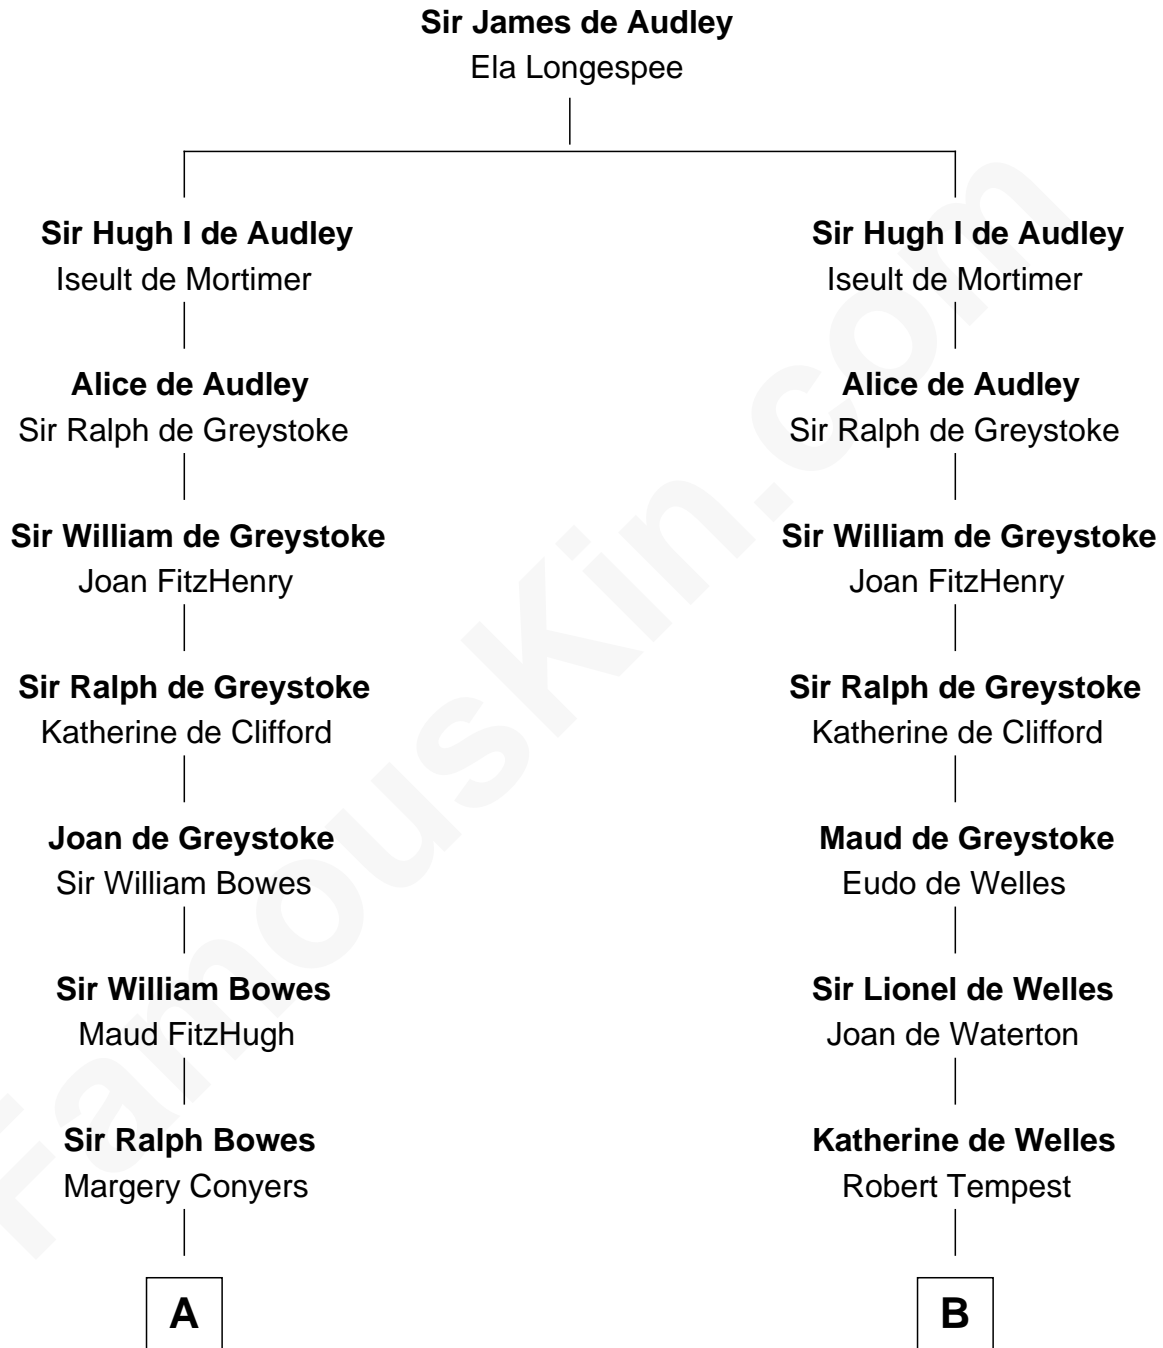 Sir James de Audley
Ela Longespee
Sir Hugh I de Audley
Iseult de Mortimer
Sir Hugh I de Audley
Iseult de Mortimer
Alice de Audley
Sir Ralph de Greystoke
Alice de Audley
Sir Ralph de Greystoke
Sir William de Greystoke
Joan FitzHenry
Sir William de Greystoke
Joan FitzHenry
Sir Ralph de Greystoke
Katherine de Clifford
Sir Ralph de Greystoke
Katherine de Clifford
Joan de Greystoke
Sir William Bowes
Maud de Greystoke
Eudo de Welles
Sir William Bowes
Maud FitzHugh
Sir Lionel de Welles
Joan de Waterton
Sir Ralph Bowes
Margery Conyers
Katherine de Welles
Robert Tempest
A
B
FamousKin.com